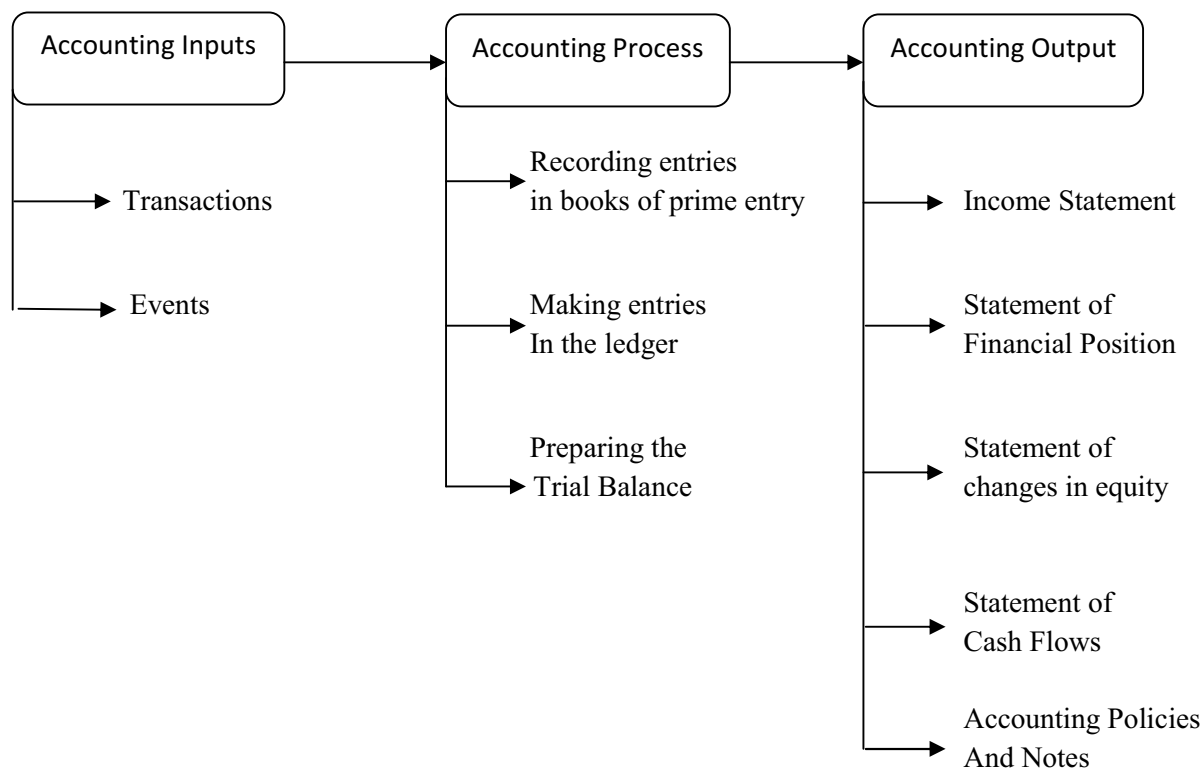 Accounting Inputs
Transactions
Events
Accounting Process
Recording entries
in books of prime entry
Making entries
In the ledger
Preparing the
Trial Balance
Accounting Output
Income Statement
Statement of
Financial Position
Statement of
changes in equity
Statement of
Cash Flows
Accounting Policies
And Notes